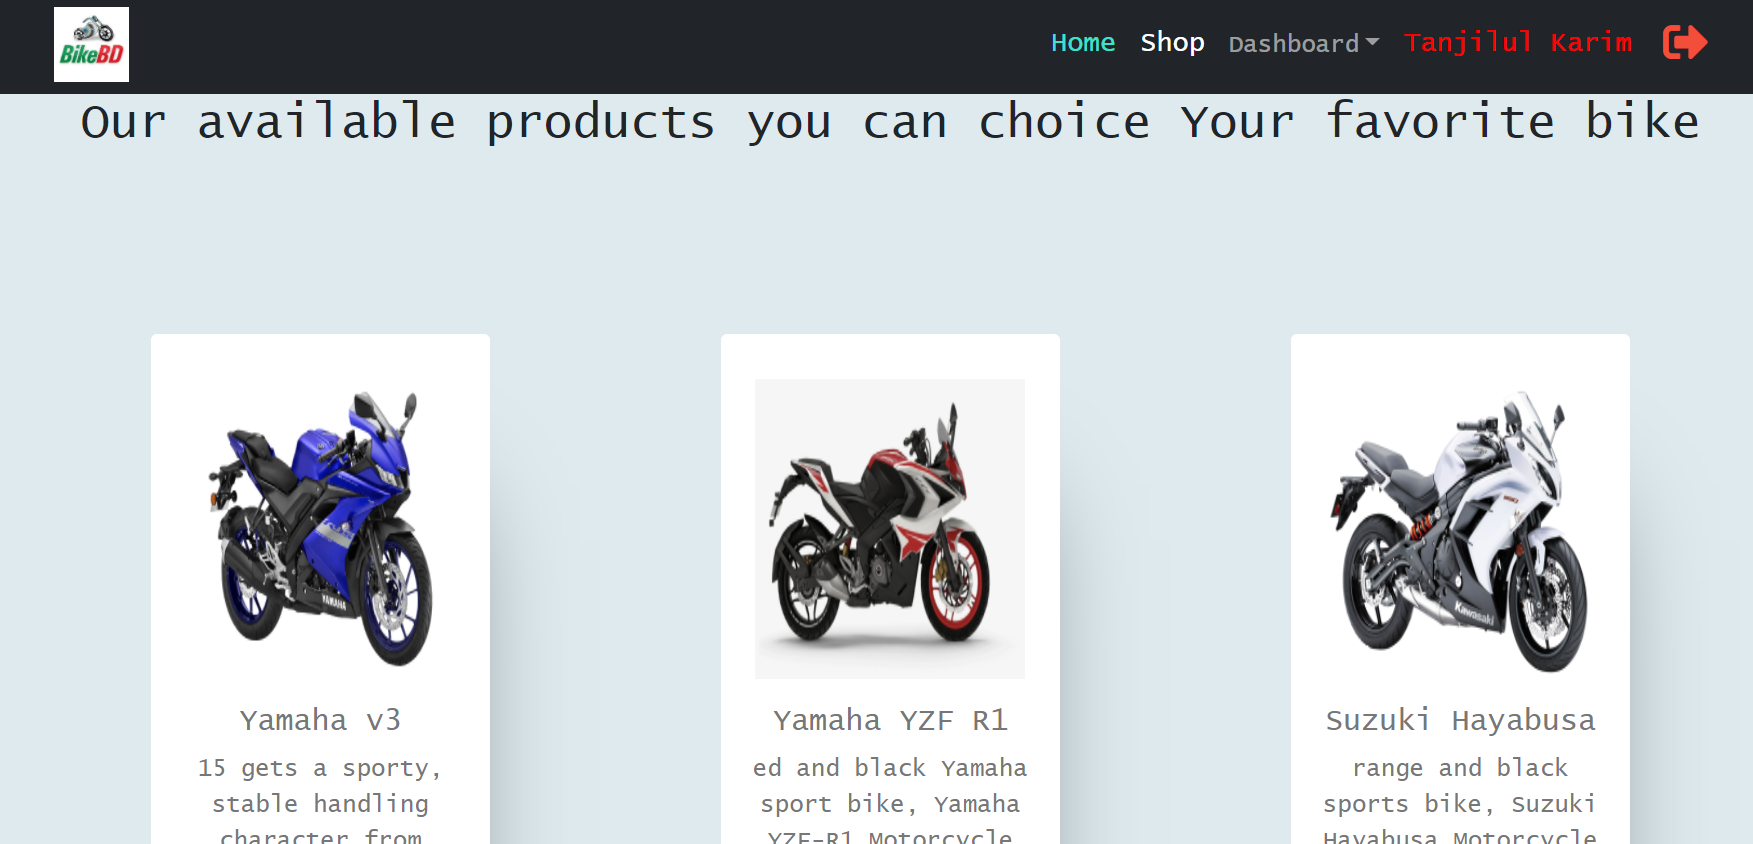 BikeBD
Home Shop Dashboard Tanjilul Karim
Our available products you can choice Your favorite bike
YAMAHA
Kawasaki
Yamaha v3
15 gets a sporty,
stable handling
character from
Yamaha YZF R1
ed and black Yamaha
sport bike, Yamaha
YZF-R1 Motorcycle
Suzuki Hayabusa
range and black
sports bike, Suzuki
Hayabusa Motorcycle